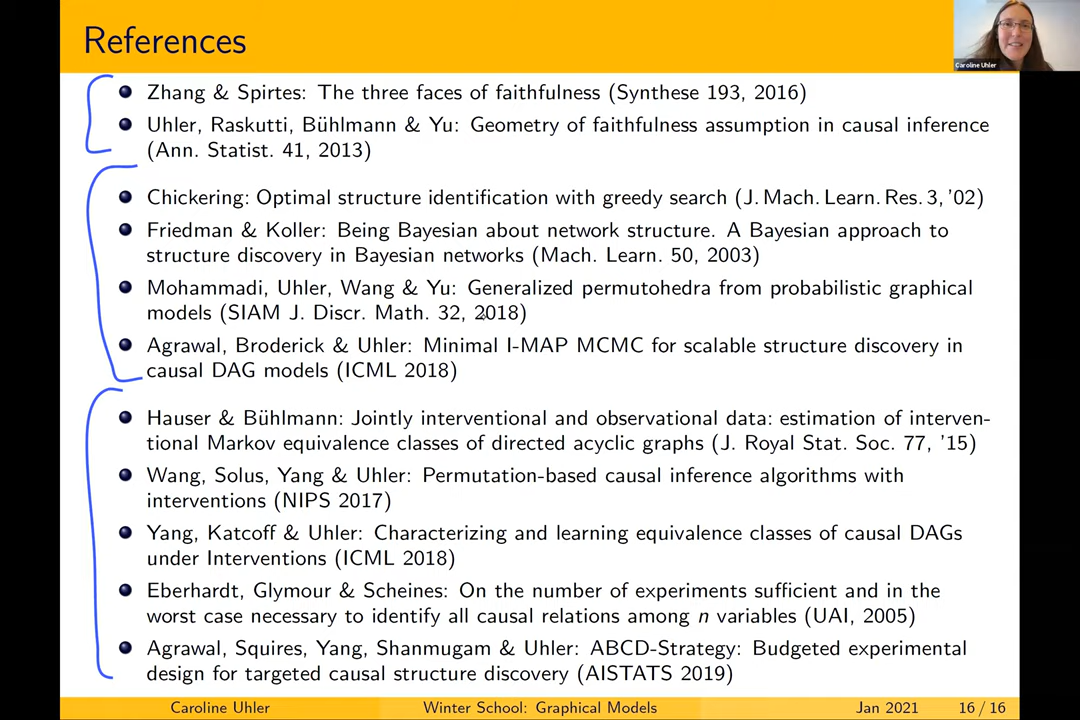 References
Caroline Uhler
Zhang & Spirtes: The three faces of faithfulness (Synthese 193, 2016)
Uhler, Raskutti, Bühlmann & Yu: Geometry of faithfulness assumption in causal inference
(Ann. Statist. 41, 2013)
Chickering: Optimal structure identification with greedy search (J. Mach. Learn. Res. 3, '02)
Friedman & Koller: Being Bayesian about network structure. A Bayesian approach to
structure discovery in Bayesian networks (Mach. Learn. 50, 2003)
Mohammadi, Uhler, Wang & Yu: Generalized permutohedra from probabilistic graphical
models (SIAM J. Discr. Math. 32, 2018)
Agrawal, Broderick & Uhler: Minimal I-MAP MCMC for scalable structure discovery in
causal DAG models (ICML 2018)
Hauser & Bühlmann: Jointly interventional and observational data: estimation of interven-
tional Markov equivalence classes of directed acyclic graphs (J. Royal Stat. Soc. 77, '15)
Wang, Solus, Yang & Uhler: Permutation-based causal inference algorithms with
interventions (NIPS 2017)
Yang, Katcoff & Uhler: Characterizing and learning equivalence classes of causal DAGs
under Interventions (ICML 2018)
Eberhardt, Glymour & Scheines: On the number of experiments sufficient and in the
worst case necessary to identify all causal relations among n variables (UAI, 2005)
Agrawal, Squires, Yang, Shanmugam & Uhler: ABCD-Strategy: Budgeted experimental
design for targeted causal structure discovery (AISTATS 2019)
Caroline Uhler Winter School: Graphical Models Jan 2021 16 / 16